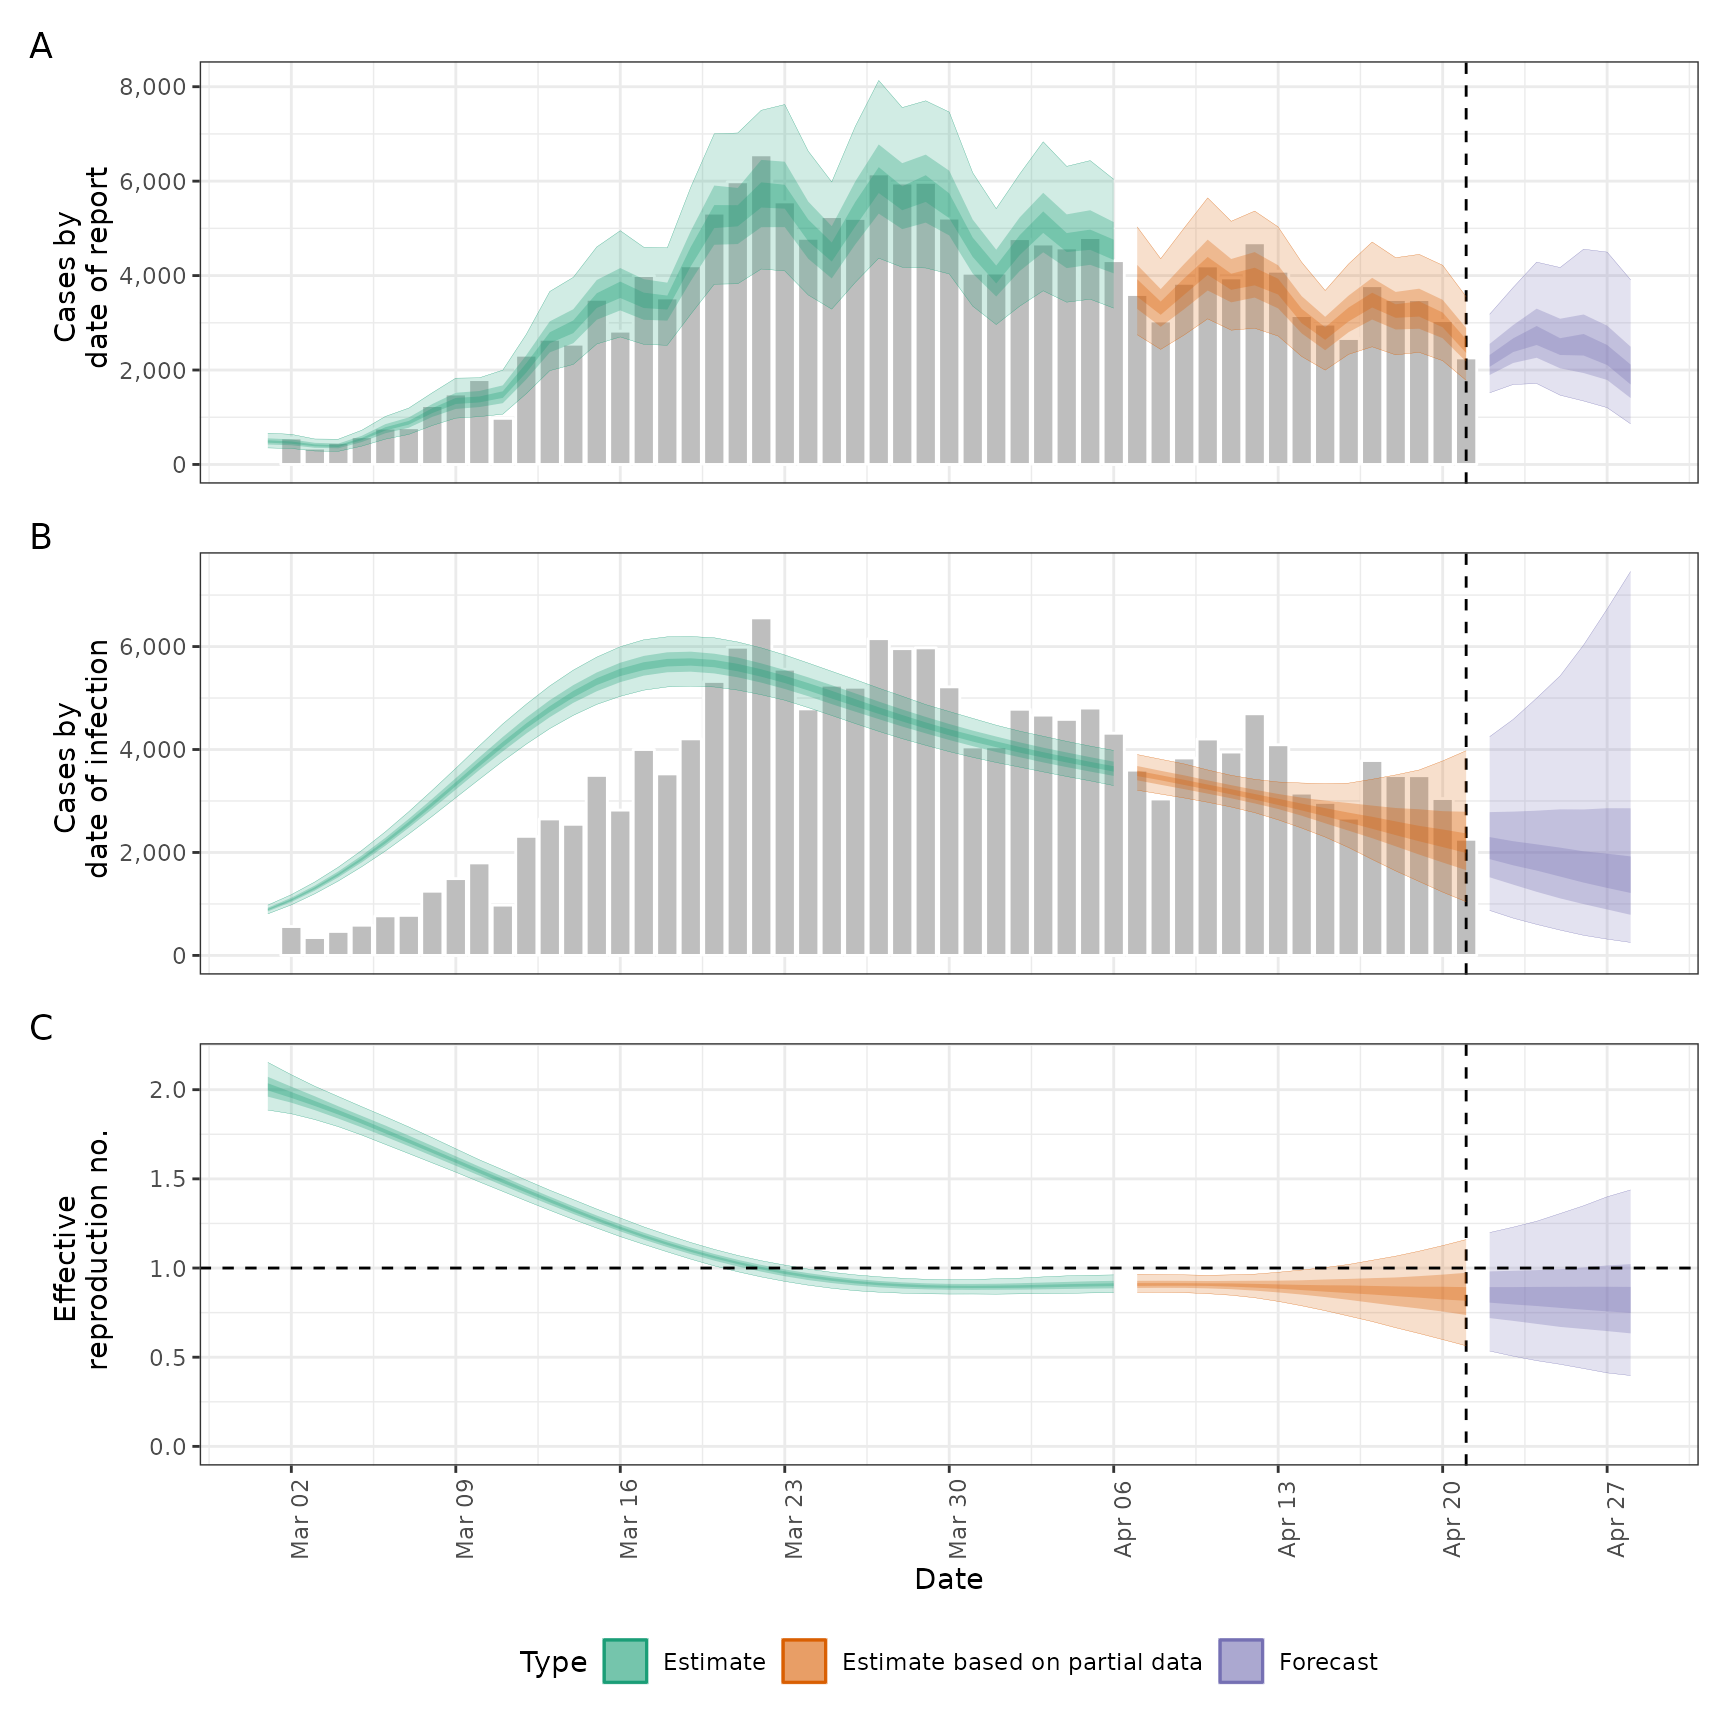 A
8,000
6,000
4,000
2,000
0
Cases by
date of report
B
6,000
4,000
2,000
0
Cases by
date of infection
C
2.0
1.5
1.0
0.5
0.0
Effective
reproduction no.
Mar 02
Mar 09
Mar 16
Mar 23
Mar 30
Apr 06
Apr 13
Apr 20
Apr 27
Date
Type Estimate Estimate based on partial data Forecast